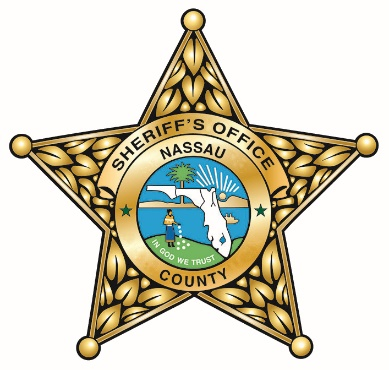 SHERIFF'S OFFICE
NASSAU
IN GOD WE TRUST
COUNTY